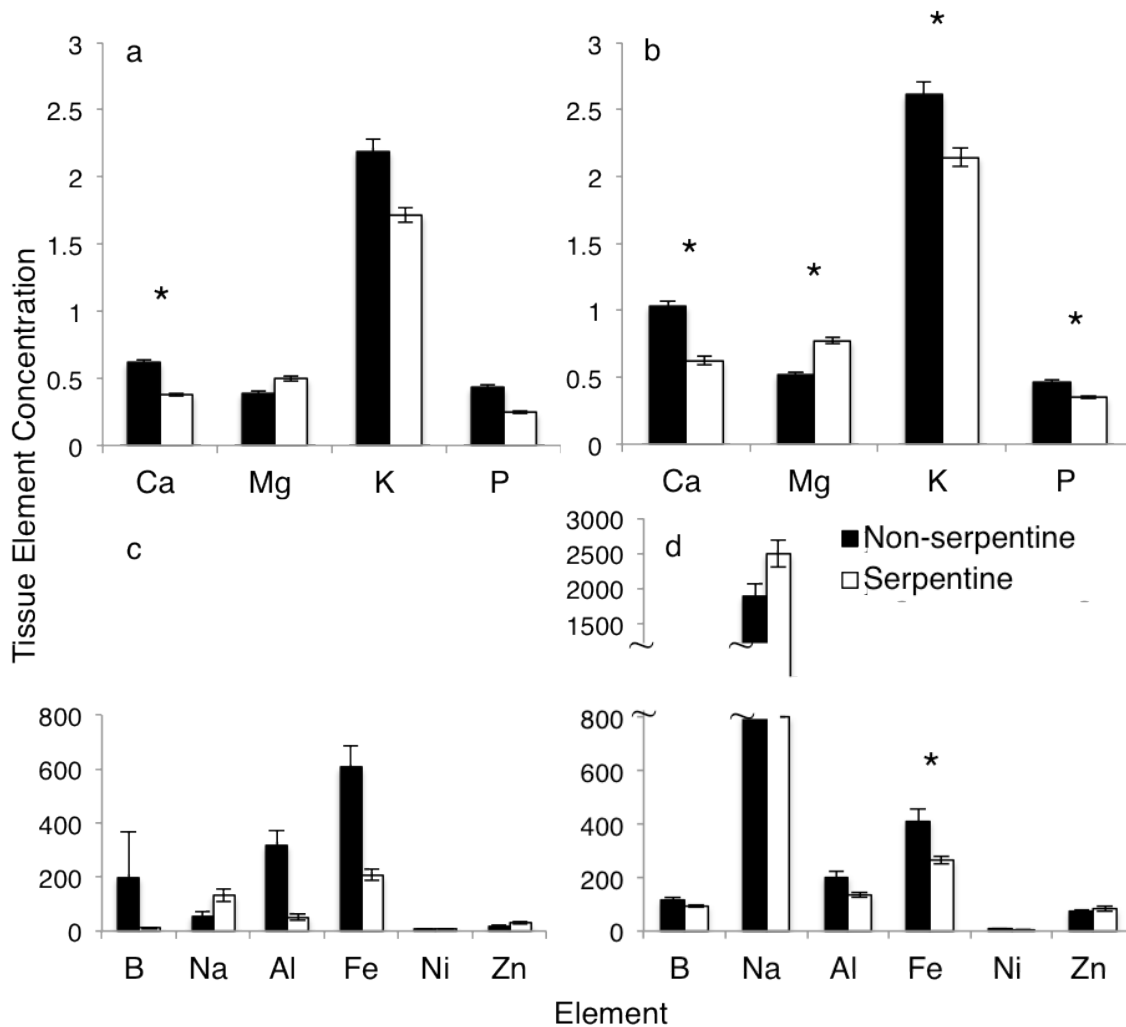 Tissue Element Concentration
a
*
3
2.5
2
1.5
1
0.5
0
Ca Mg K P
b
*
* *
*
3
2.5
2
1.5
1
0.5
0
Ca Mg K P
c
800
600
400
200
0
B Na Al Fe Ni Zn
d
Non-serpentine
Serpentine
3000
2500
2000
1500
~ ~
~ ~
800
600
400
200
0
*
B Na Al Fe Ni Zn
Element